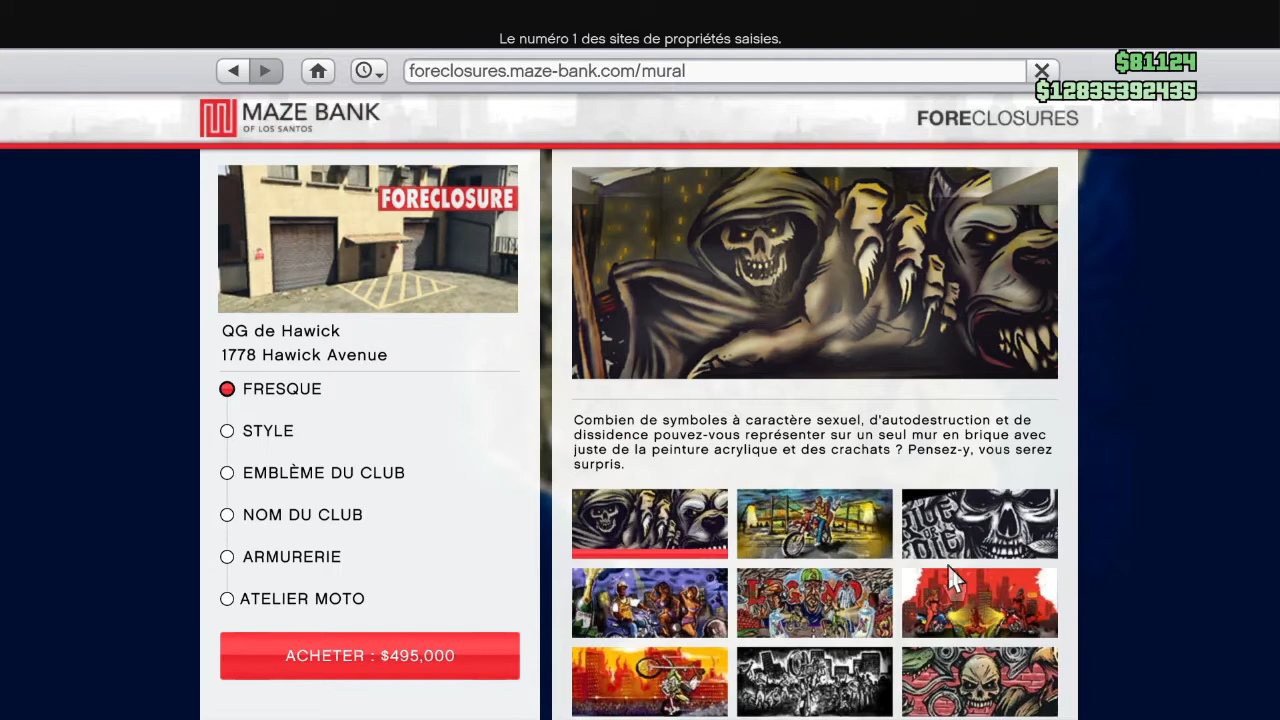 Le numéro 1 des sites de propriétés saisies.
foreclosures.maze-bank.com/mural
$81124
$12835392435
MAZE BANK
OF LOS SANTOS
FORECLOSURES
FORECLOSURE
QG de Hawick
1778 Hawick Avenue
FRESQUE
STYLE
EMBLÈME DU CLUB
NOM DU CLUB
ARMURERIE
ATELIER MOTO
ACHETER : $495,000
Combien de symboles à caractère sexuel, d'autodestruction et de
dissidence pouvez-vous représenter sur un seul mur en brique avec
juste de la peinture acrylique et des crachats ? Pensez-y, vous serez
surpris.
RIDE
OR
DIE